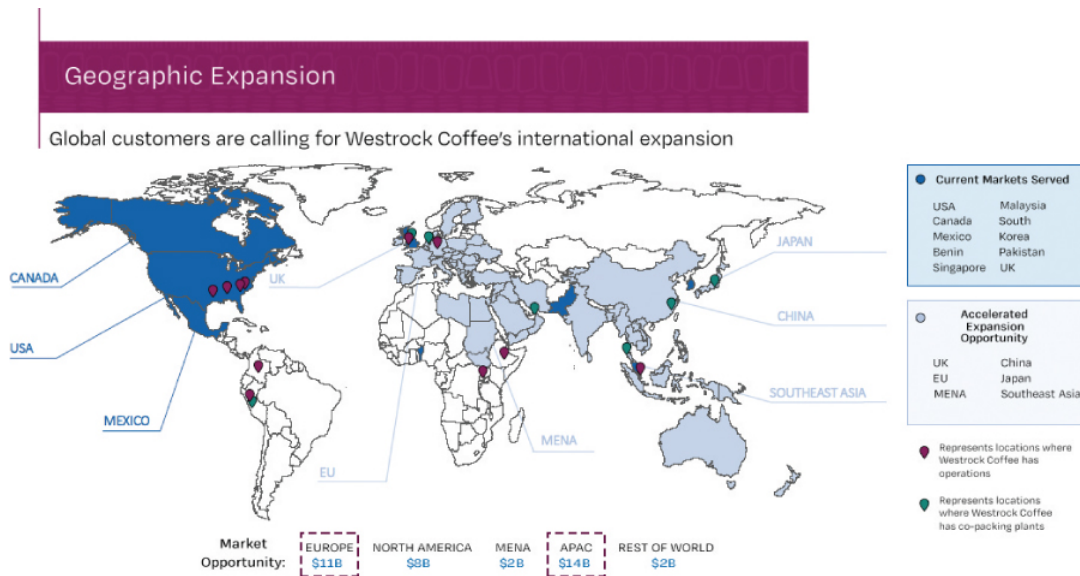 Geographic Expansion
Global customers are calling for Westrock Coffee's international expansion
CANADA
USA
MEXICO
UK
EU
MENA
JAPAN
CHINA
SOUTHEAST ASIA
Current Markets Served
USA Malaysia
Canada South
Mexico Korea
Benin Pakistan
Singapore UK
Accelerated
Expansion
Opportunity
UK China
EU Japan
MENA Southeast Asia
Represents locations where
Westrock Coffee has
operations
Represents locations
where Westrock Coffee
has co-packing plants
Market
Opportunity:
EUROPE NORTH AMERICA MENA APAC REST OF WORLD
$11B $8B $2B $14B $2B